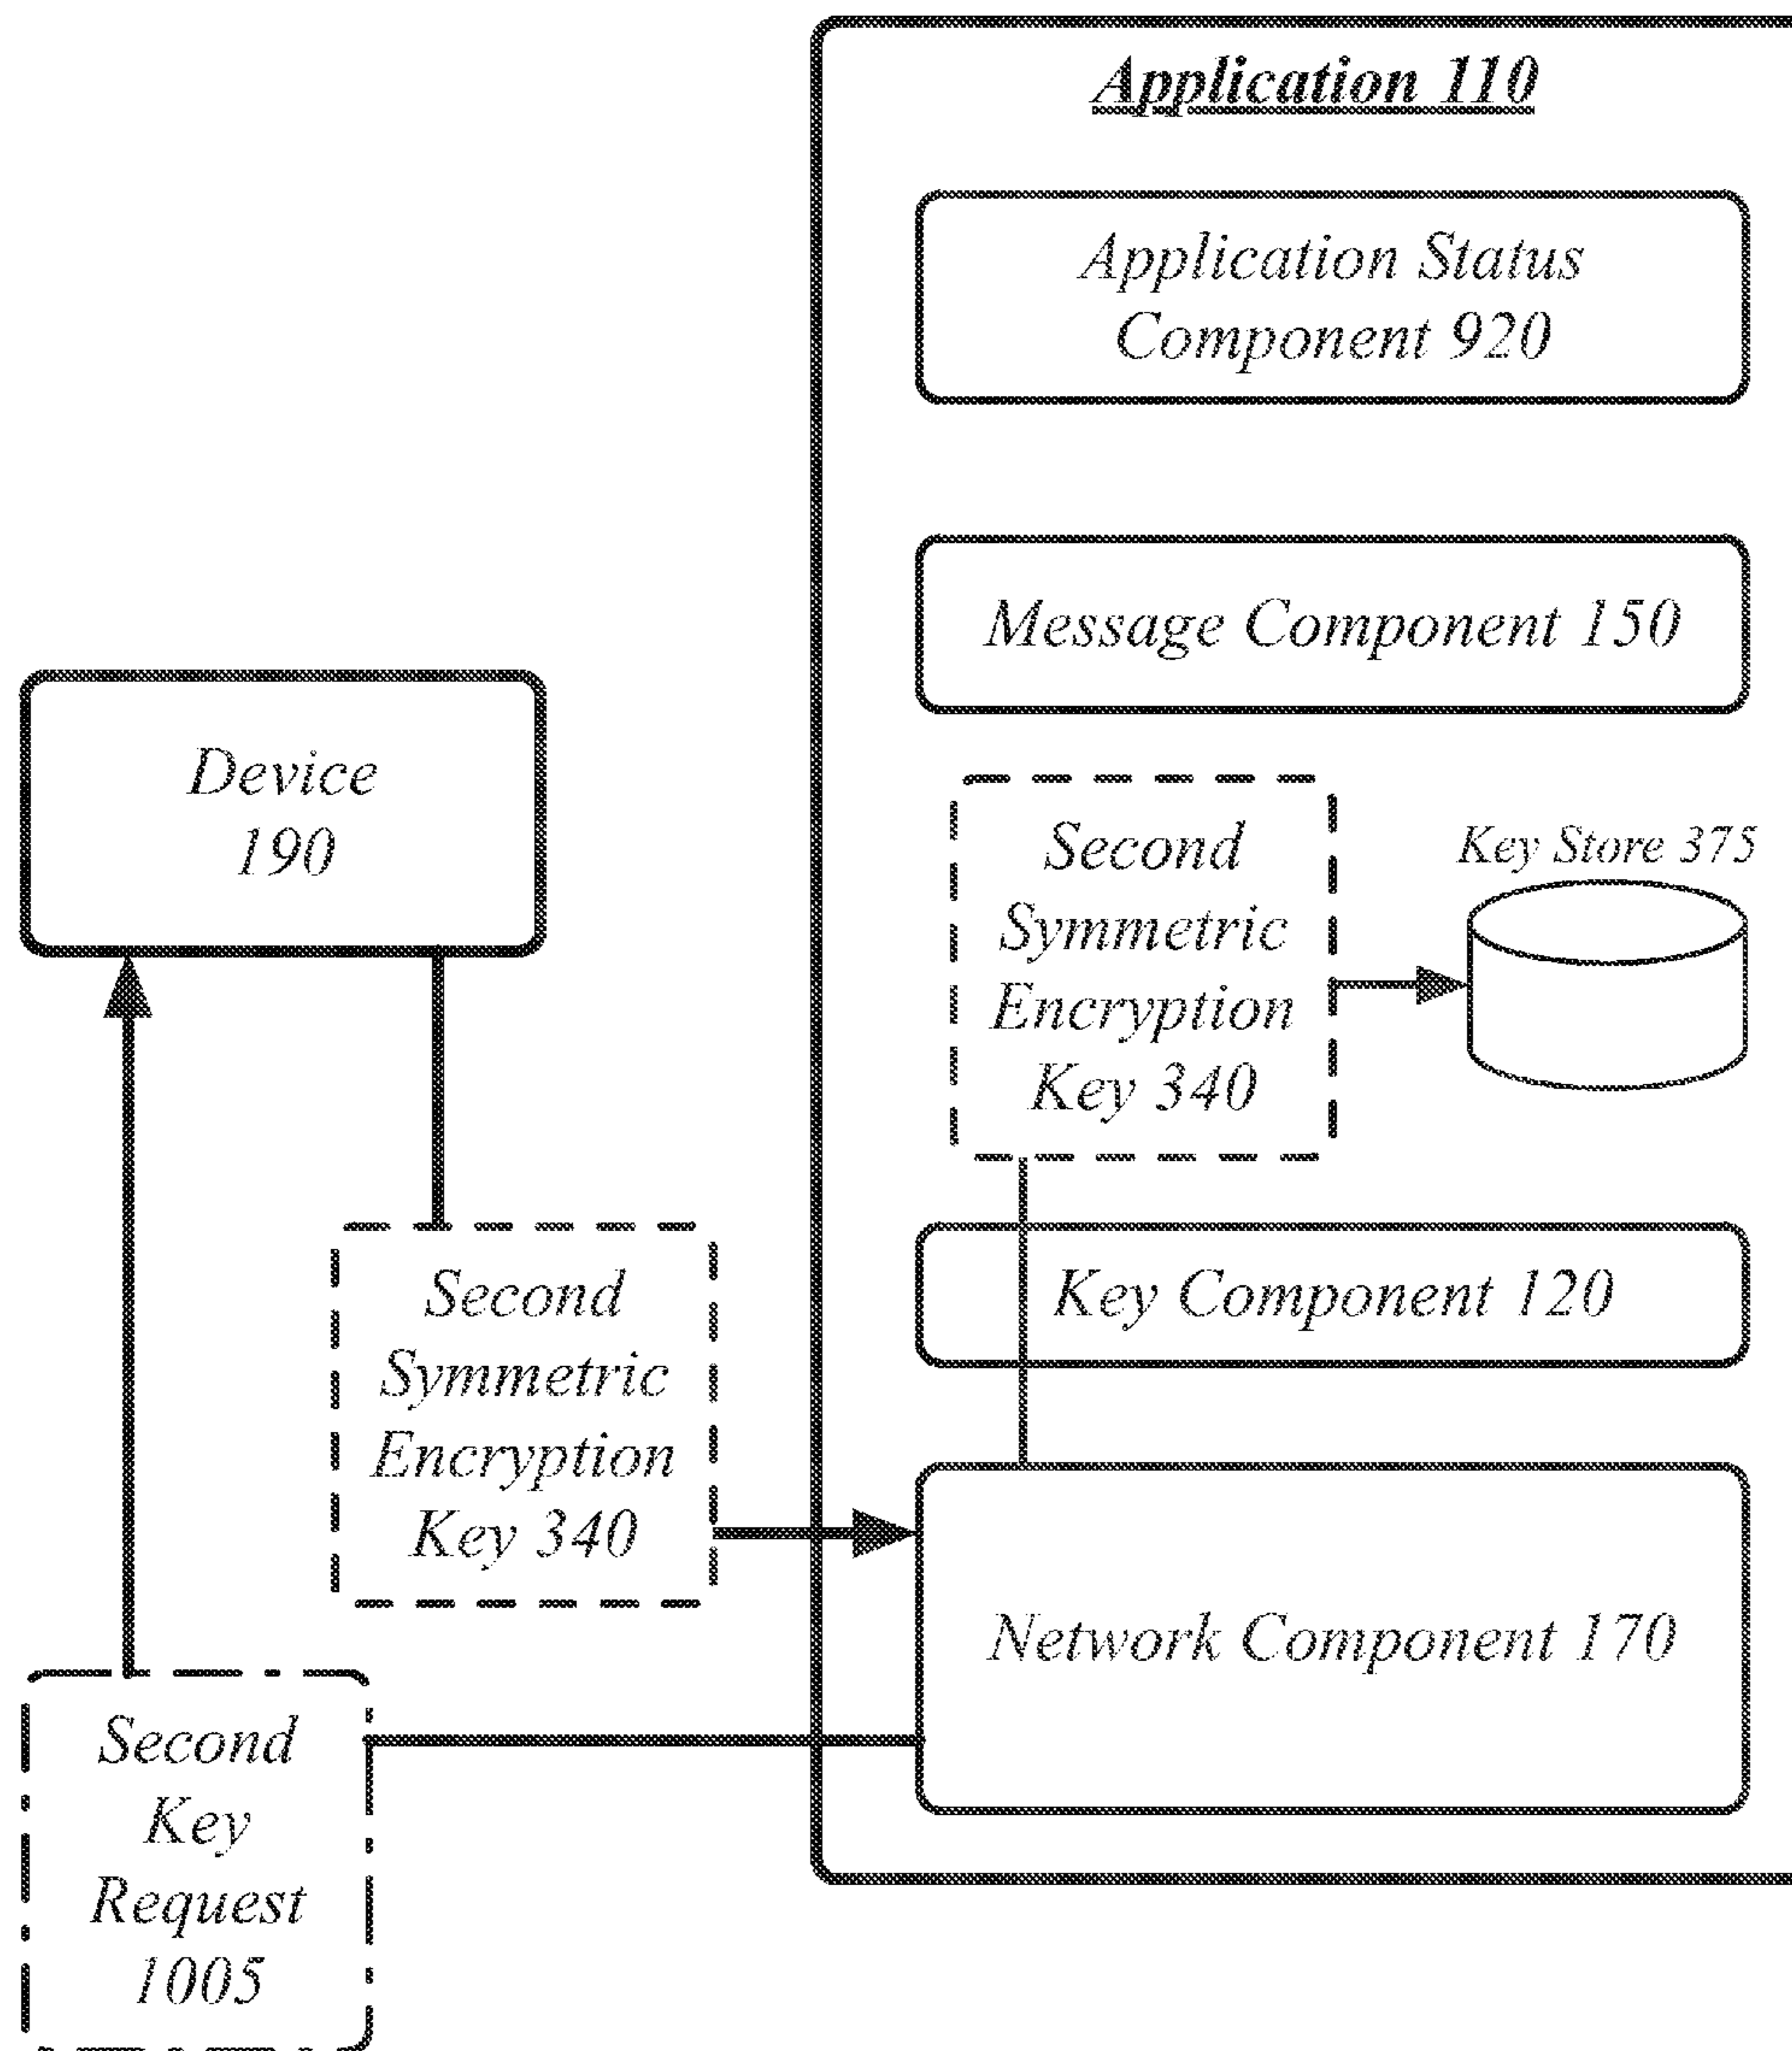 Application 110
Application Status
Component 920
Message Component 150
Device
190
Second
Symmetric
Encryption
Key 340
Key Store 375
Second
Symmetric
Encryption
Key 340
Key Component 120
Network Component 170
Second
Key
Request
1005